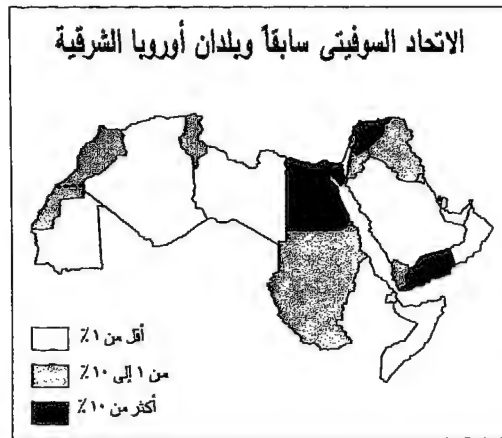 الاتحاد السوفيتى سابقاً وبلدان أوروبا الشرقية
أقل من ١٪
من ١ إلى ١٠٪
أكثر من ١٠٪